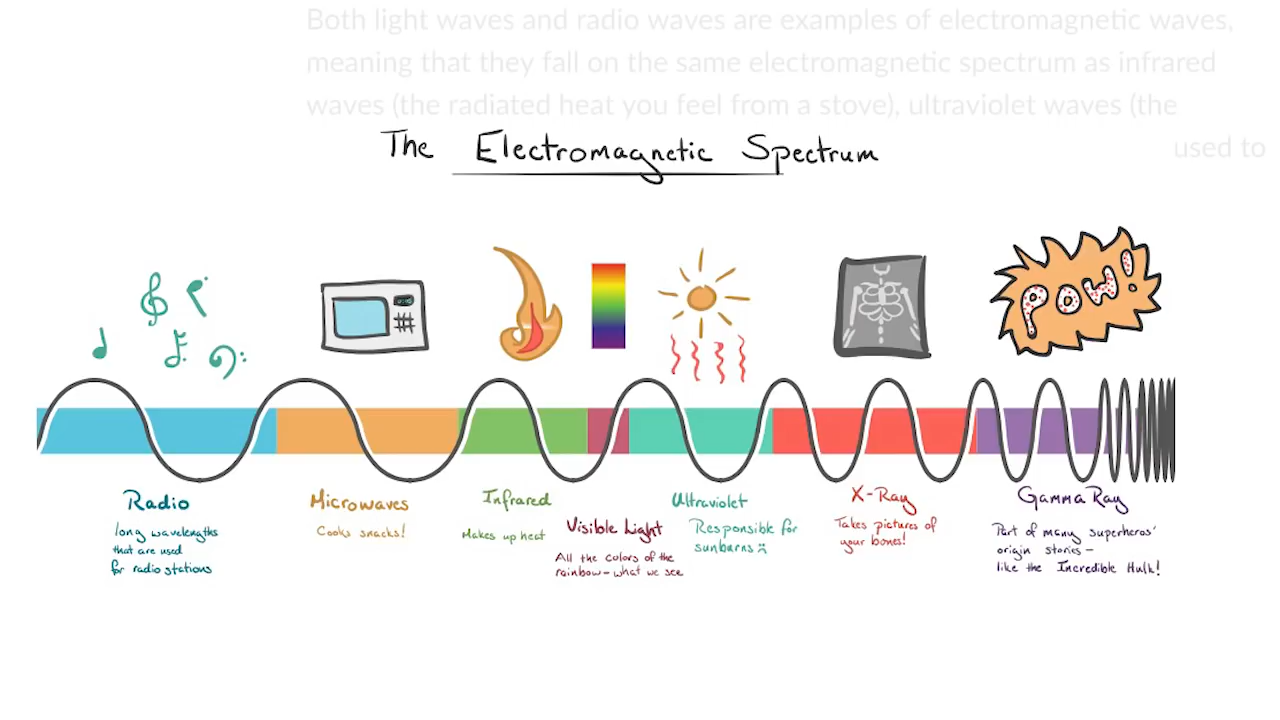 Both light waves and radio waves are examples of electromagnetic waves,
meaning that they fall on the same electromagnetic spectrum as infrared
waves (the radiated heat you feel from a stove), ultraviolet waves (the
used to
The Electromagnetic Spectrum
POW!
Radio
long wavelengths
that are used
for radio stations
Microwaves
Cooks snacks!
Infrared
Makes up heat
Visible Light
All the colors of the
rainbow - what we see
Ultraviolet
Responsible for
sunburns
X-Ray
Takes pictures of
your bones!
Gamma Ray
Part of many superheros'
origin stories -
like the Incredible Hulk!